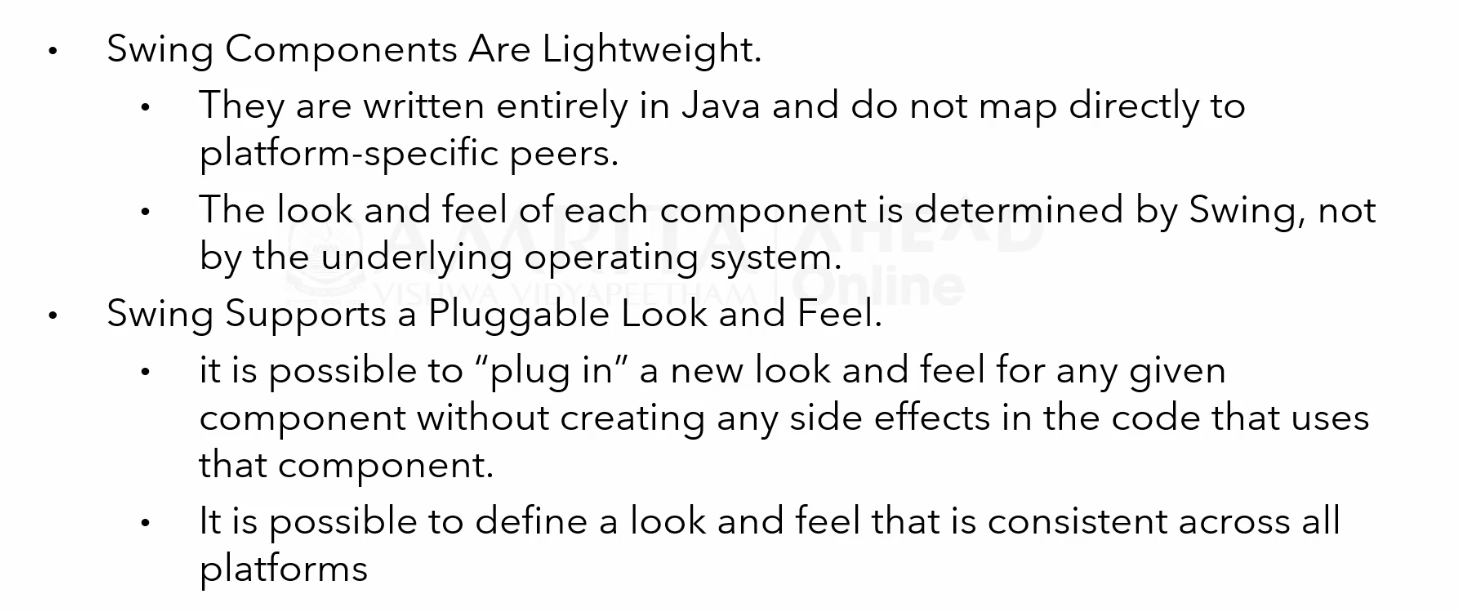 • Swing Components Are Lightweight.
• They are written entirely in Java and do not map directly to
platform-specific peers.
• The look and feel of each component is determined by Swing, not
by the underlying operating system.
AMRITA AHEAD
VISHWA VIDYAPEETHAM Online
• Swing Supports a Pluggable Look and Feel.
• it is possible to “plug in” a new look and feel for any given
component without creating any side effects in the code that uses
that component.
• It is possible to define a look and feel that is consistent across all
platforms